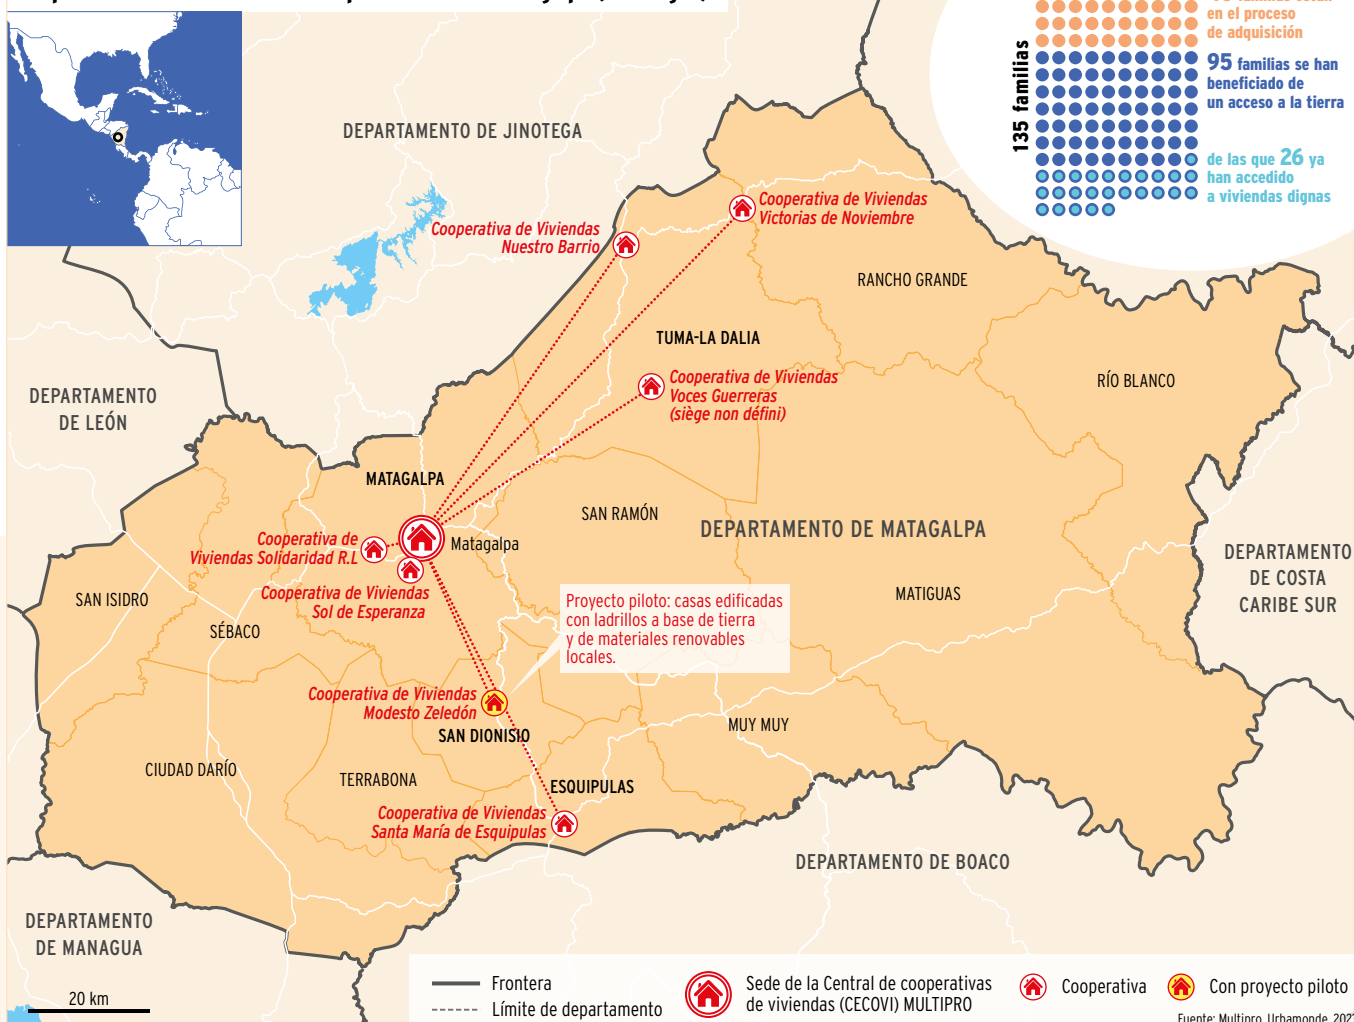 en el proceso
de adquisición
135 familias
95 familias se han
beneficiado de
un acceso a la tierra
de las que 26 ya
han accedido
a viviendas dignas
DEPARTAMENTO DE JINOTEGA
Cooperativa de Viviendas
Victorias de Noviembre
Cooperativa de Viviendas
Nuestro Barrio
RANCHO GRANDE
TUMA-LA DALIA
Cooperativa de Viviendas
Voces Guerreras
(siège non défini)
RÍO BLANCO
DEPARTAMENTO
DE LEÓN
MATAGALPA
SAN RAMÓN
DEPARTAMENTO DE MATAGALPA
Cooperativa de
Viviendas Solidaridad R.L
Matagalpa
DEPARTAMENTO
DE COSTA
CARIBE SUR
Cooperativa de Viviendas
Sol de Esperanza
SAN ISIDRO
SÉBACO
MATIGUAS
Proyecto piloto: casas edificadas
con ladrillos a base de tierra
y de materiales renovables
locales.
Cooperativa de Viviendas
Modesto Zeledón
SAN DIONISIO
MUY MUY
CIUDAD DARÍO
TERRABONA
ESQUIPULAS
Cooperativa de Viviendas
Santa María de Esquipulas
DEPARTAMENTO DE BOACO
DEPARTAMENTO
DE MANAGUA
20 km
Frontera
Límite de departamento
Sede de la Central de cooperativas
de viviendas (CECOVI) MULTIPRO
Cooperativa
Con proyecto piloto
Fuente: Multipro, Urbamonde, 202